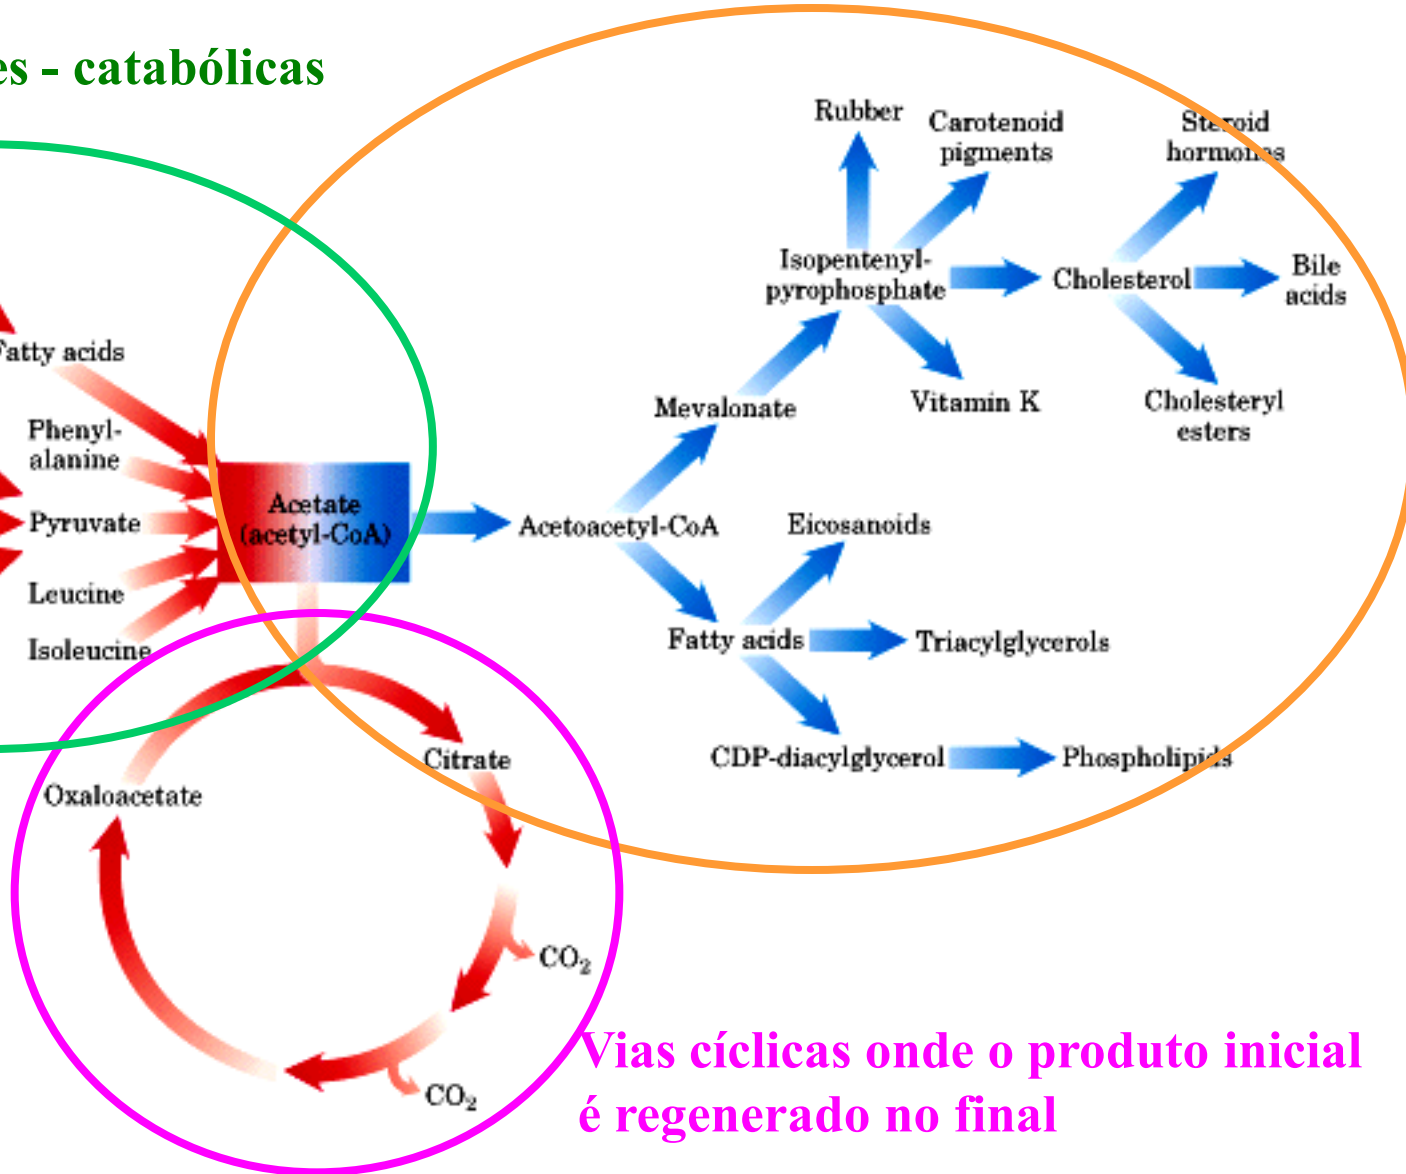 es - catabólicas
Rubber
Carotenoid
pigments
Steroid
hormones
Isopentenyl-
pyrophosphate
Cholesterol
Bile
acids
Fatty acids
Mevalonate
Vitamin K
Cholesteryl
esters
Phenyl-
alanine
Pyruvate
Acetate
(acetyl-CoA)
Acetoacetyl-CoA
Eicosanoids
Leucine
Isoleucine
Fatty acids
Triacylglycerols
Citrate
CDP-diacylglycerol
Phospholipids
Oxaloacetate
CO₂
CO₂
Vias cíclicas onde o produto inicial
é regenerado no final